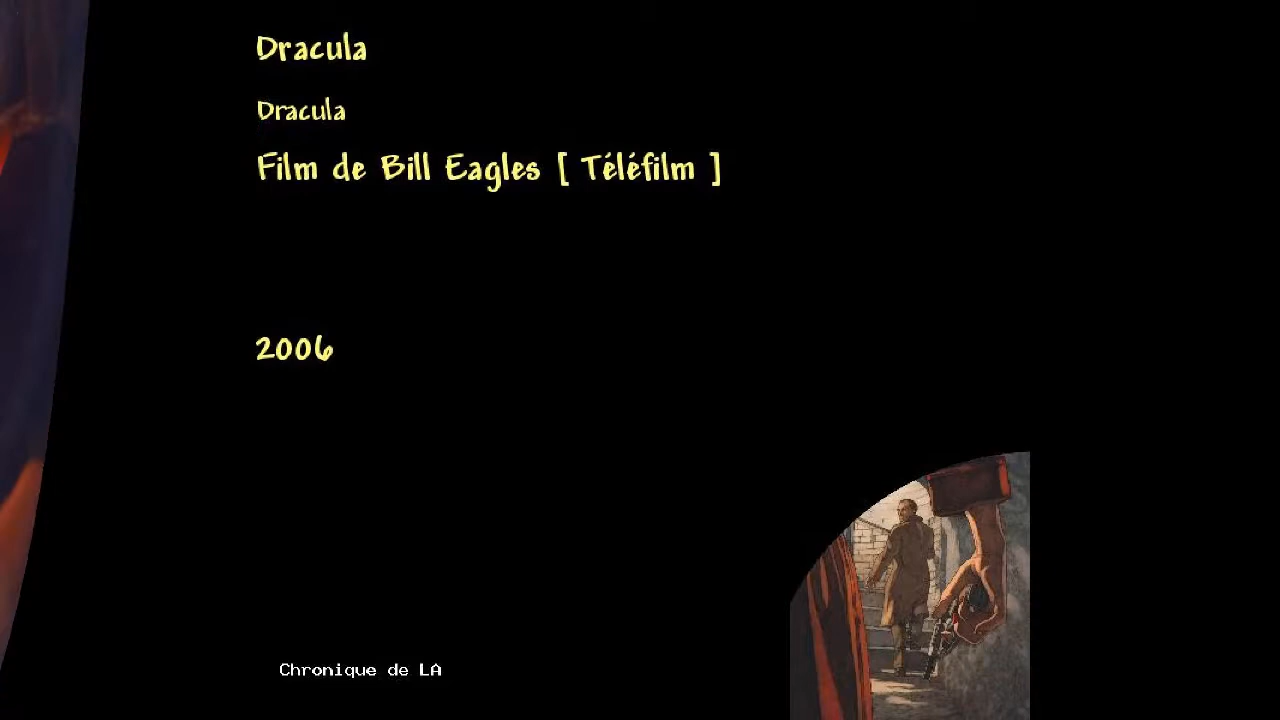 Dracula
Dracula
Film de Bill Eagles [ Téléfilm ]
2006
Chronique de LA